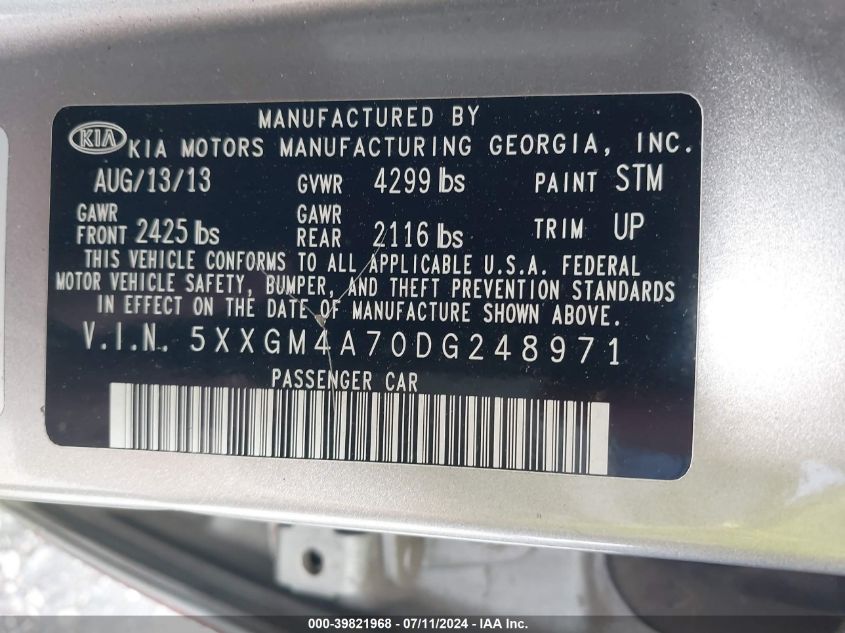 MANUFACTURED BY
KIA KIA MOTORS MANUFACTURING GEORGIA, INC.
AUG/13/13 GVWR 4299 lbs PAINT STM
GAWR FRONT 2425 lbs GAWR REAR 2116 lbs TRIM UP
THIS VEHICLE CONFORMS TO ALL APPLICABLE U.S.A. FEDERAL
MOTOR VEHICLE SAFETY, BUMPER, AND THEFT PREVENTION STANDARDS
IN EFFECT ON THE DATE OF MANUFACTURE SHOWN ABOVE.
V.I.N. 5XXGM4A70DG248971
PASSENGER CAR
000-39821968 - 07/11/2024 - IAA Inc.